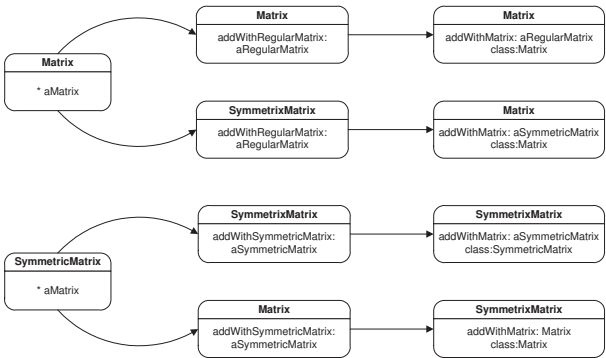 Matrix
* aMatrix
Matrix
addWithRegularMatrix:
aRegularMatrix
Matrix
addWithMatrix: aRegularMatrix
class:Matrix
SymmetrixMatrix
addWithRegularMatrix:
aRegularMatrix
Matrix
addWithMatrix: aSymmetricMatrix
class:Matrix
SymmetricMatrix
* aMatrix
SymmetrixMatrix
addWithSymmetricMatrix:
aSymmetricMatrix
SymmetrixMatrix
addWithMatrix: aSymmetricMatrix
class:SymmetricMatrix
Matrix
addWithSymmetricMatrix:
aSymmetricMatrix
SymmetrixMatrix
addWithMatrix: Matrix
class:Matrix